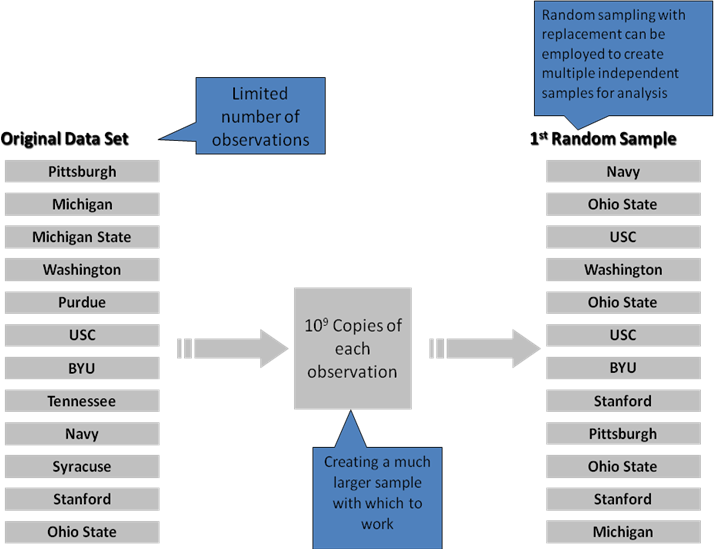 Random sampling with
replacement can be
employed to create
multiple independent
samples for analysis
Limited
number of
observations
Original Data Set
1st Random Sample
Pittsburgh
Michigan
Michigan State
Washington
Purdue
USC
BYU
Tennessee
Navy
Syracuse
Stanford
Ohio State
10⁹ Copies of
each
observation
Creating a much
larger sample
with which to
work
Navy
Ohio State
USC
Washington
Ohio State
USC
BYU
Stanford
Pittsburgh
Ohio State
Stanford
Michigan